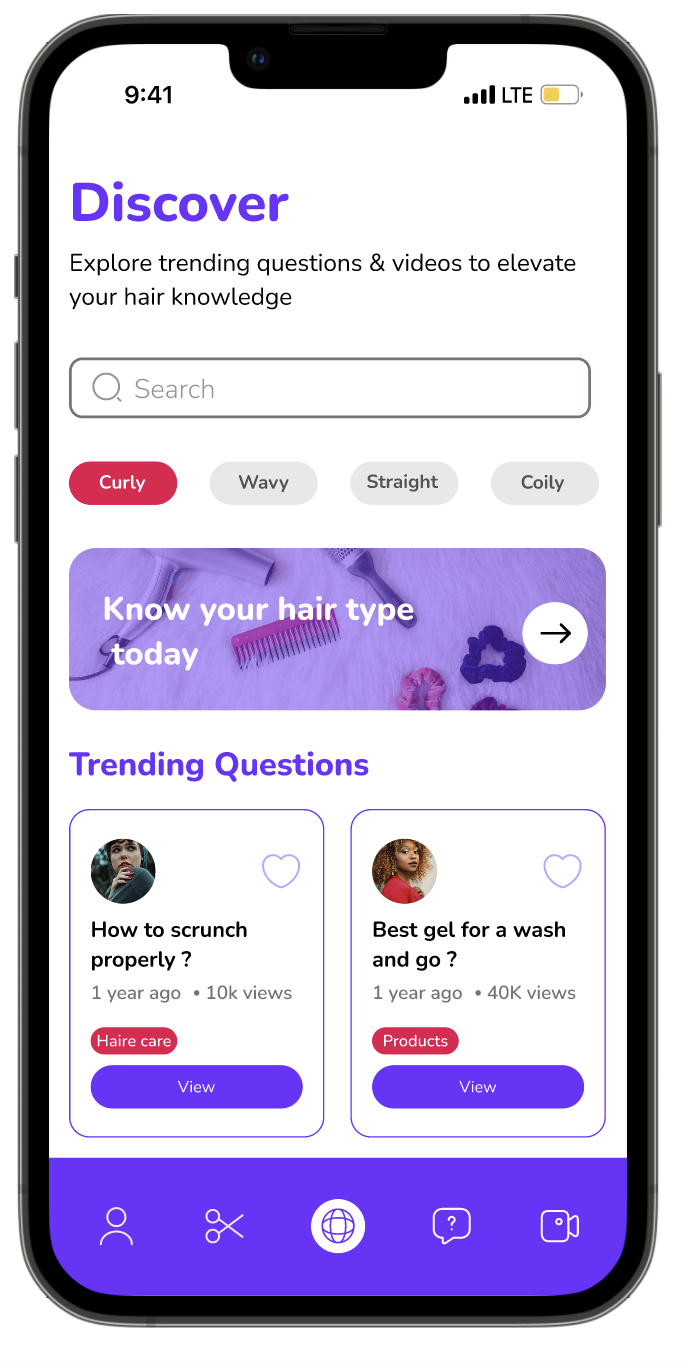 9:41 LTE
Discover
Explore trending questions & videos to elevate
your hair knowledge
Search
Curly Wavy Straight Coily
Know your hair type
today
Trending Questions
How to scrunch
properly ?
1 year ago • 10k views
Haire care
View
Best gel for a wash
and go ?
1 year ago • 40K views
Products
View
?